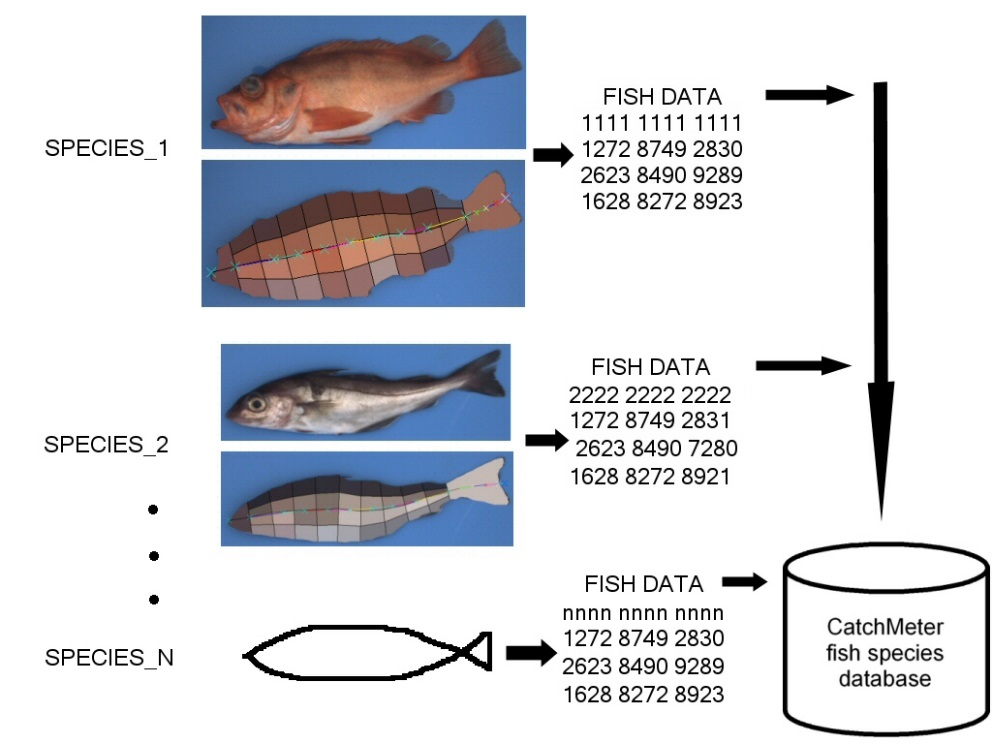 SPECIES_1
FISH DATA
1111 1111 1111
1272 8749 2830
2623 8490 9289
1628 8272 8923
SPECIES_2
FISH DATA
2222 2222 2222
1272 8749 2831
2623 8490 7280
1628 8272 8921
SPECIES_N
FISH DATA
nnnn nnnn nnnn
1272 8749 2830
2623 8490 9289
1628 8272 8923
CatchMeter
fish species
database